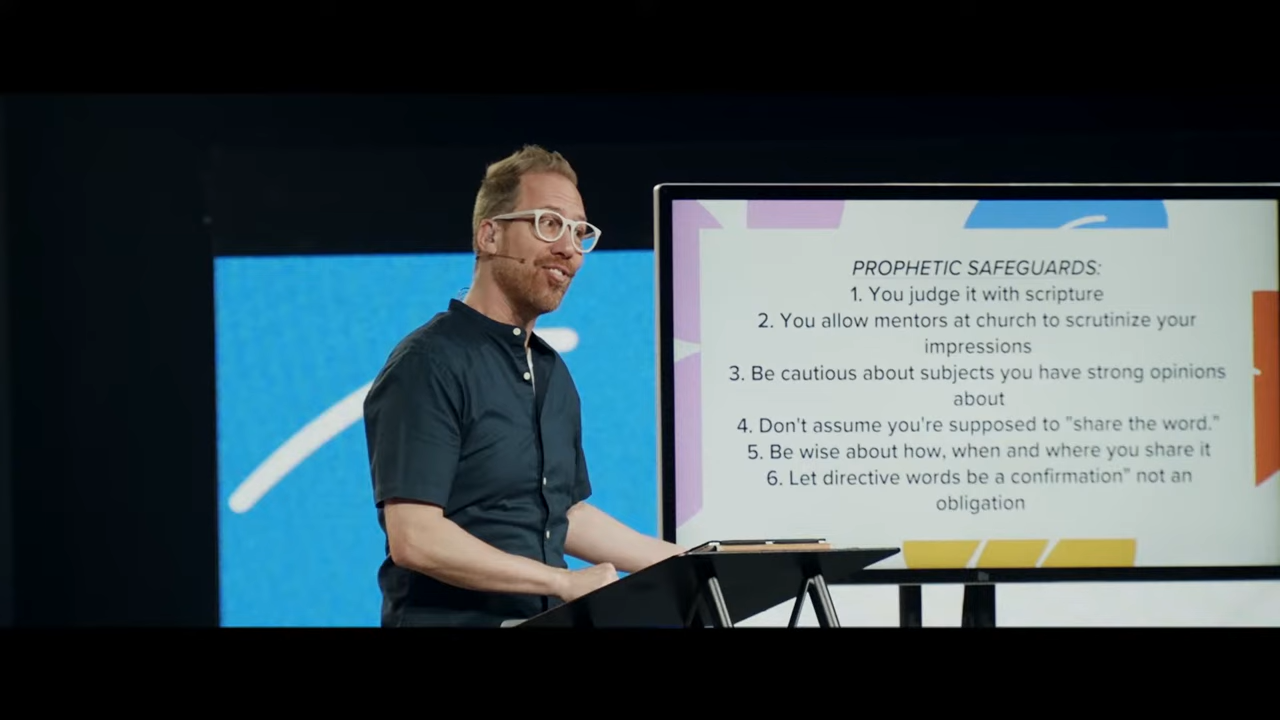 PROPHETIC SAFEGUARDS:
1. You judge it with scripture
2. You allow mentors at church to scrutinize your
impressions
3. Be cautious about subjects you have strong opinions
about
4. Don't assume you're supposed to "share the word."
5. Be wise about how, when and where you share it
6. Let directive words be a confirmation" not an
obligation